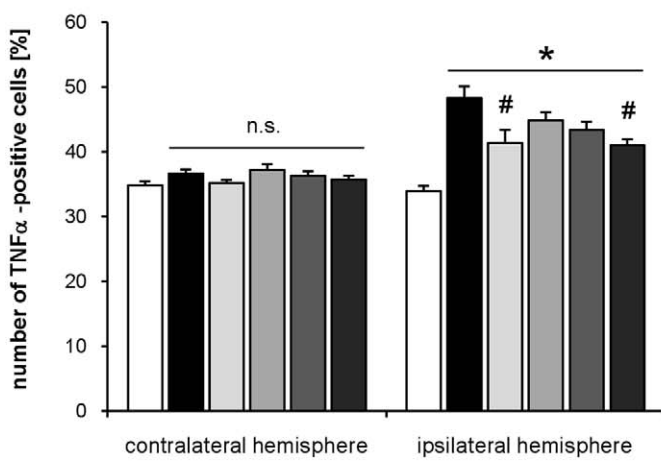 number of TNFα -positive cells [%]
60
50
40
30
20
10
0
n.s.
*
#
#
contralateral hemisphere
ipsilateral hemisphere